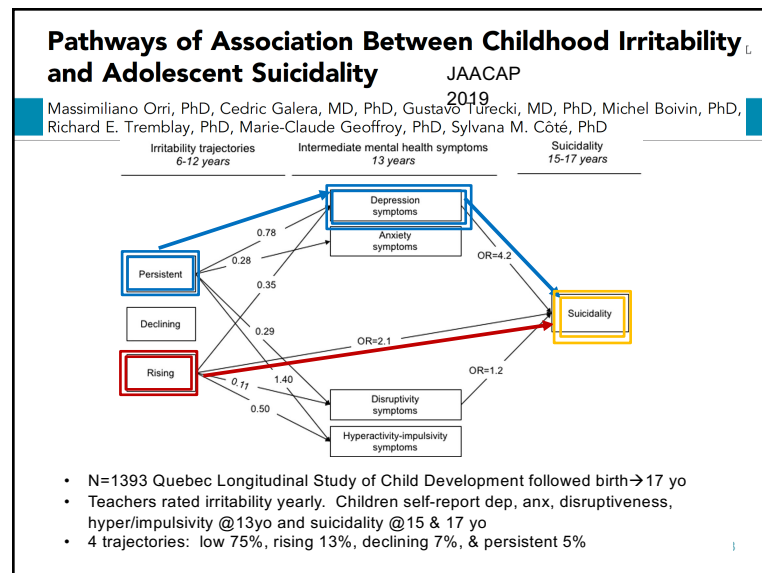 Pathways of Association Between Childhood Irritability
and Adolescent Suicidality
JAACAP
2019
Massimiliano Orri, PhD, Cedric Galera, MD, PhD, Gustavo Turecki, MD, PhD, Michel Boivin, PhD,
Richard E. Tremblay, PhD, Marie-Claude Geoffroy, PhD, Sylvana M. Côté, PhD
Irritability trajectories
6-12 years
Intermediate mental health symptoms
13 years
Suicidality
15-17 years
Depression
symptoms
0.78
Anxiety
symptoms
OR=4.2
0.28
Persistent
0.35
Suicidality
Declining
0.29
OR=2.1
Rising
OR=1.2
0.11
1.40
0.50
Disruptivity
symptoms
Hyperactivity-impulsivity
symptoms
• N=1393 Quebec Longitudinal Study of Child Development followed birth→17 yo
• Teachers rated irritability yearly. Children self-report dep, anx, disruptiveness,
hyper/impulsivity @13yo and suicidality @15 & 17 yo
• 4 trajectories: low 75%, rising 13%, declining 7%, & persistent 5%